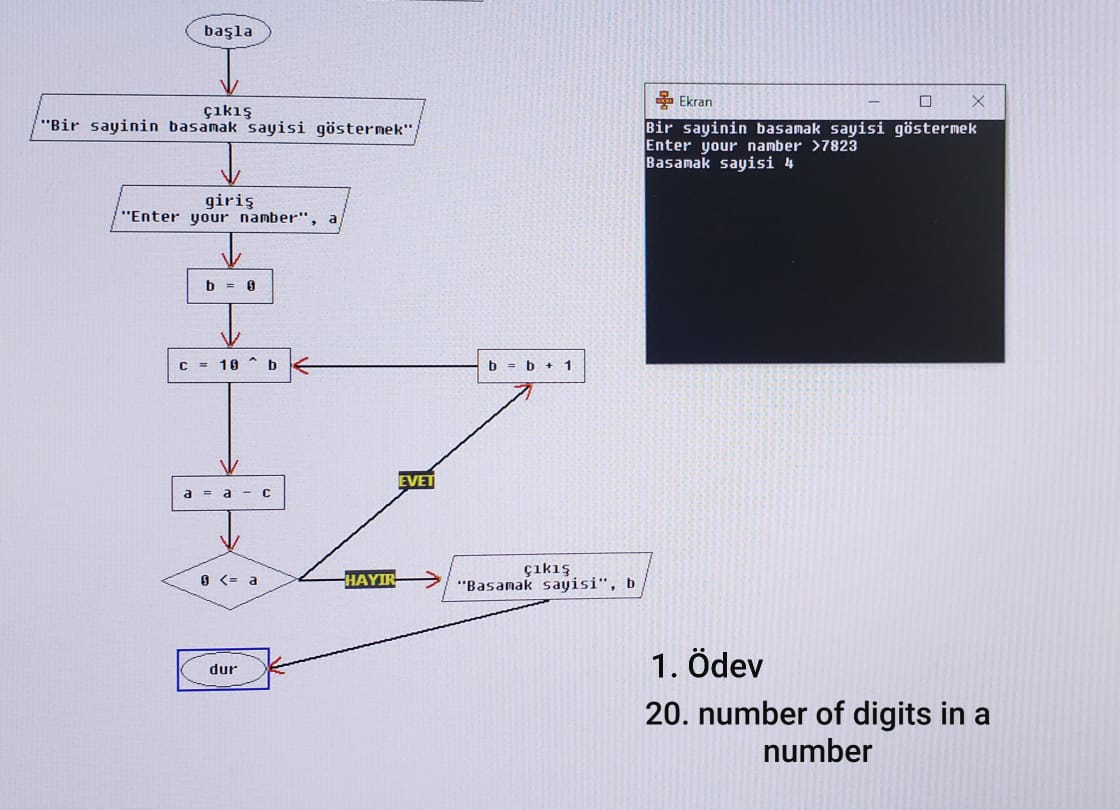 başla
çıkış
"Bir sayinin basamak sayisi göstermek"
giriş
"Enter your namber", a
b = 0
c = 10 ^ b
b = b + 1
a = a - c
EVET
0 <= a
HAYIR
çıkış
"Basamak sayisi", b
dur
Ekran
Bir sayinin basamak sayisi göstermek
Enter your namber >7823
Basamak sayisi 4
1. Ödev
20. number of digits in a
number